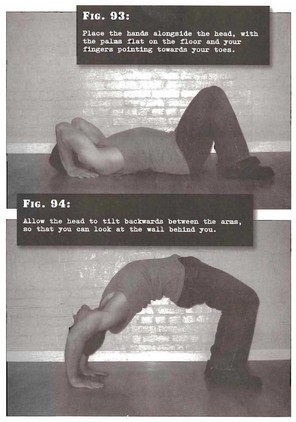 Fig. 93:
Place the hands alongside the head, with
the palms flat on the floor and your
fingers pointing towards your toes.
Fig. 94:
Allow the head to tilt backwards between the arms,
so that you can look at the wall behind you.